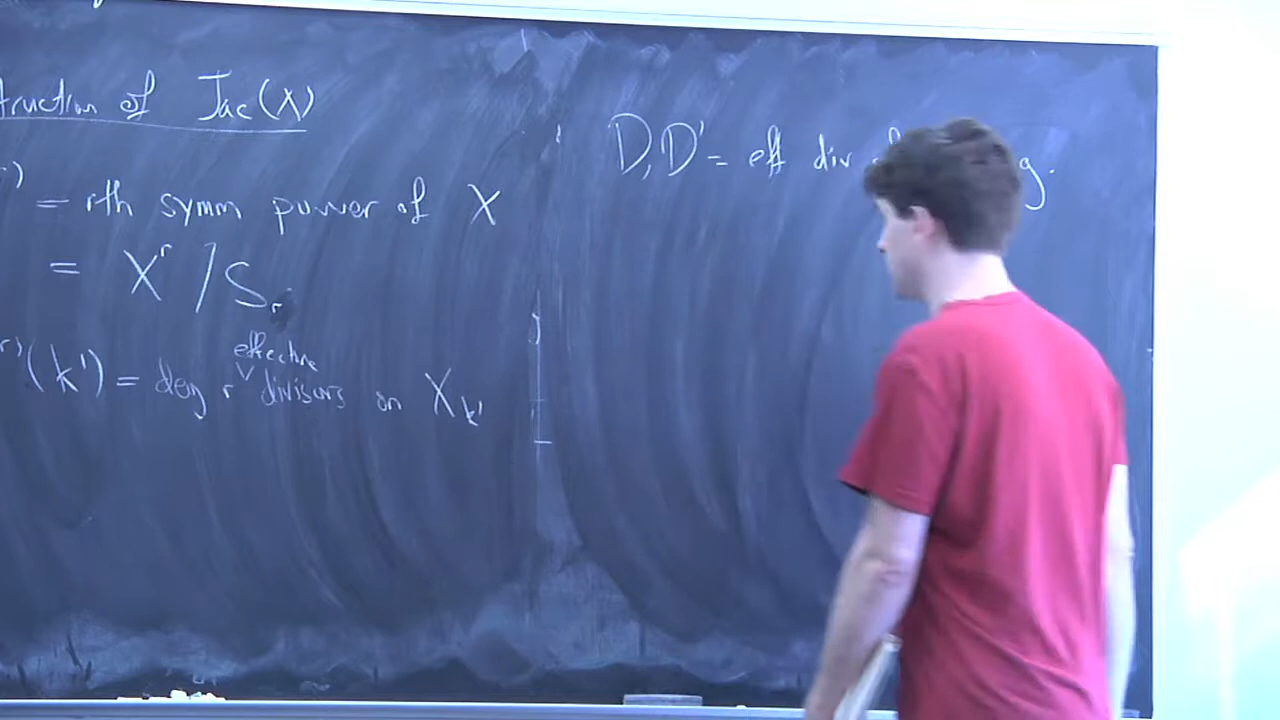 truction of Jac(X)
= rth symm power of X
= X^r / S_r
effective
(k') = deg r ∨ divisors on X_k'
D, D' = eff div g.